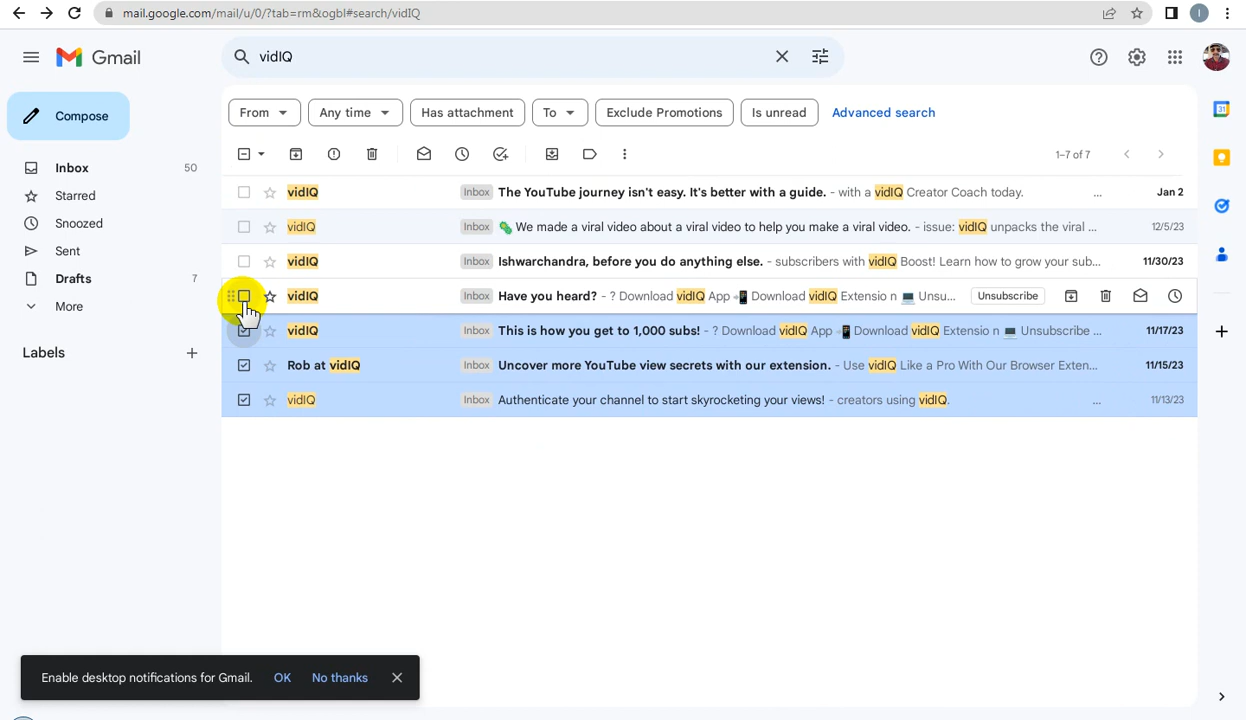 mail.google.com/mail/u/0/?tab=rm&ogbl#search/vidIQ
I
Gmail
vidIQ
Compose
From
Any time
Has attachment
To
Exclude Promotions
Is unread
Advanced search
1–7 of 7
Inbox 50
Starred
Snoozed
Sent
Drafts 7
More
Labels
vidIQ Inbox The YouTube journey isn't easy. It's better with a guide. - with a vidIQ Creator Coach today. ... Jan 2
vidIQ Inbox 🦠 We made a viral video about a viral video to help you make a viral video. - issue: vidIQ unpacks the viral ... 12/5/23
vidIQ Inbox Ishwarchandra, before you do anything else. - subscribers with vidIQ Boost! Learn how to grow your sub... 11/30/23
vidIQ Inbox Have you heard? - ? Download vidIQ App 📲 Download vidIQ Extensio n 💻 Unsu... Unsubscribe
vidIQ Inbox This is how you get to 1,000 subs! - ? Download vidIQ App 📲 Download vidIQ Extensio n 💻 Unsubscribe ... 11/17/23
Rob at vidIQ Inbox Uncover more YouTube view secrets with our extension. - Use vidIQ Like a Pro With Our Browser Exten... 11/15/23
vidIQ Inbox Authenticate your channel to start skyrocketing your views! - creators using vidIQ. ... 11/13/23
31
Enable desktop notifications for Gmail. OK No thanks